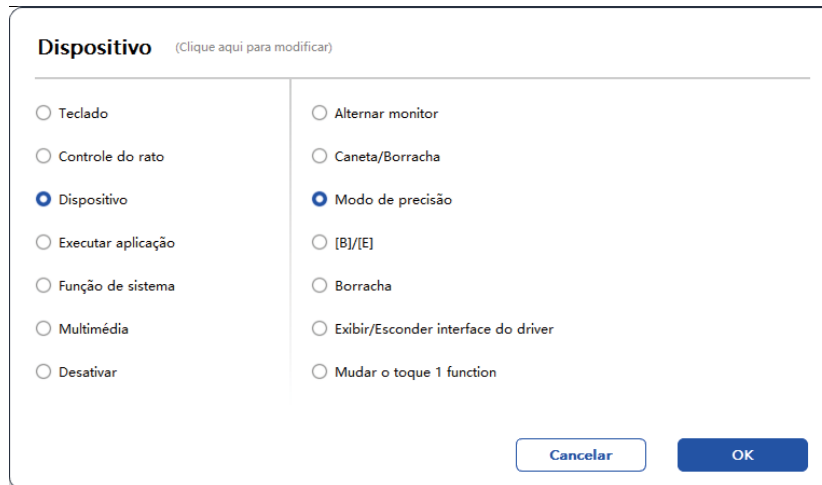 Dispositivo (Clique aqui para modificar)
Teclado
Controle do rato
Dispositivo
Executar aplicação
Função de sistema
Multimédia
Desativar
Alternar monitor
Caneta/Borracha
Modo de precisão
[B]/[E]
Borracha
Exibir/Esconder interface do driver
Mudar o toque 1 function
Cancelar
OK